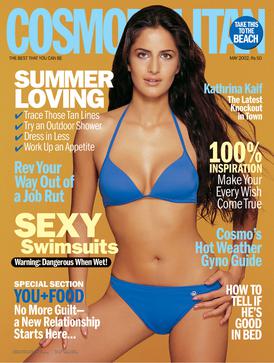 COSMOPOLITAN
TAKE THIS
TO THE
BEACH
THE BEST THAT YOU CAN BE
MAY 2002, Rs 50
SUMMER
LOVING
✓ Trace Those Tan Lines
✓ Try an Outdoor Shower
✓ Dress in Less
✓ Work Up an Appetite
Kathrina Kaif
The Latest
Knockout
in Town
Rev Your
Way Out of
a Job Rut
100%
INSPIRATION
Make Your
Every Wish
Come True
SEXY
Swimsuits
Warning: Dangerous When Wet!
Cosmo's
Hot Weather
Gyno Guide
SPECIAL SECTION
YOU+FOOD
No More Guilt—
a New Relationship
Starts Here...
HOW TO
TELL IF
HE'S
GOOD
IN BED